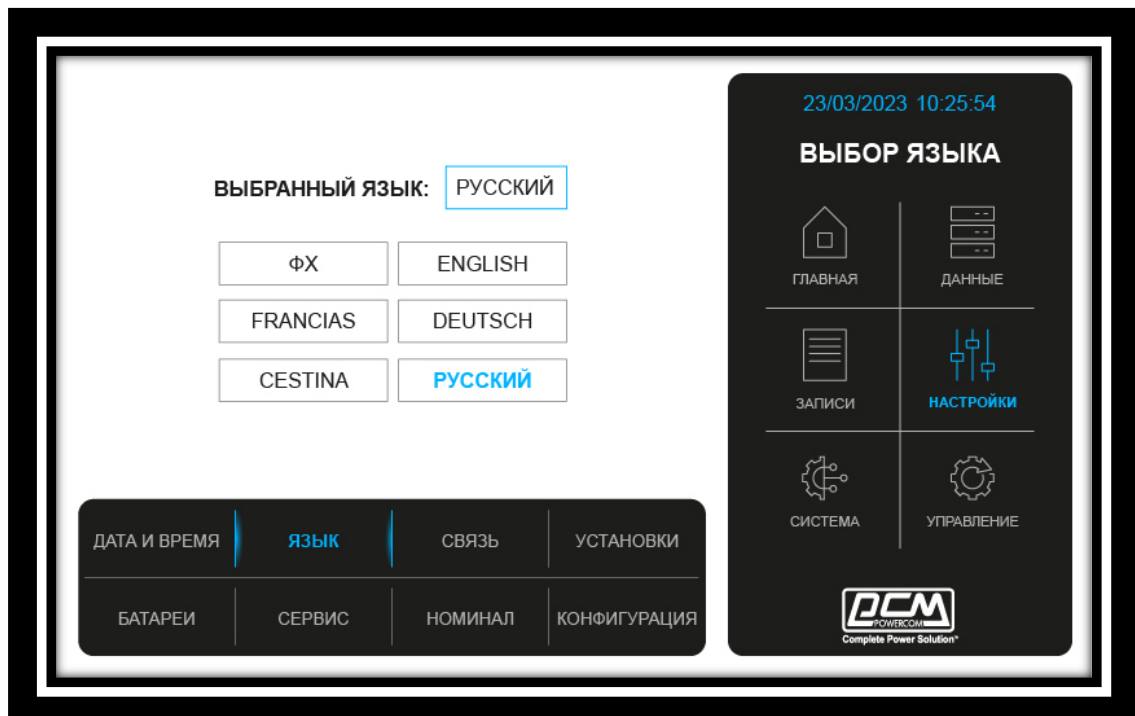 23/03/2023 10:25:54
ВЫБОР ЯЗЫКА
ВЫБРАННЫЙ ЯЗЫК: РУССКИЙ
ФХ ENGLISH
FRANCIAS DEUTSCH
CESTINA РУССКИЙ
ГЛАВНАЯ ДАННЫЕ
ЗАПИСИ НАСТРОЙКИ
СИСТЕМА УПРАВЛЕНИЕ
ДАТА И ВРЕМЯ ЯЗЫК СВЯЗЬ УСТАНОВКИ
БАТАРЕИ СЕРВИС НОМИНАЛ КОНФИГУРАЦИЯ
PCM
POWERCOM
Complete Power Solution™